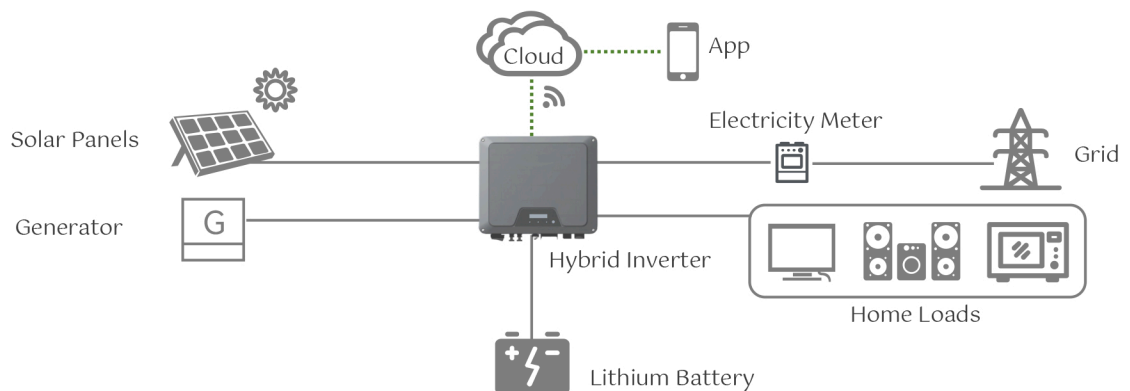 Cloud
App
Electricity Meter
Solar Panels
Grid
Generator
G
Hybrid Inverter
Home Loads
Lithium Battery